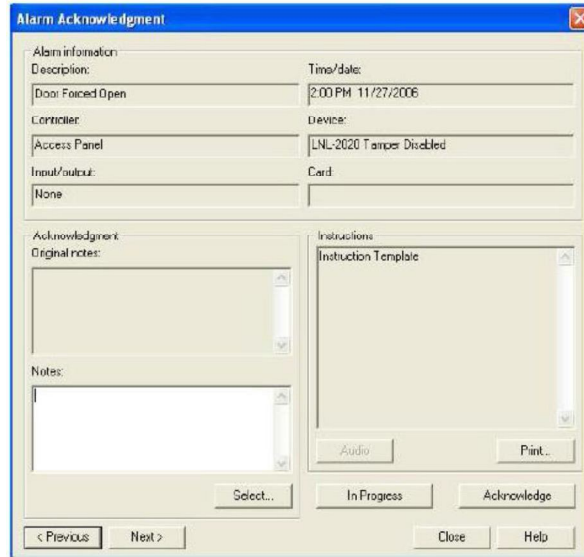 Alarm Acknowledgment
Alarm information
Description:
Time/date:
Door Forced Open
2:00 PM 11/27/2006
Controller:
Device:
Access Panel
LNL-2020 Tamper Disabled
Input/output:
Card:
None
Acknowledgment
Original notes:
Notes:
Select...
Instructions
Instruction Template
Audio
Print...
In Progress
Acknowledge
< Previous
Next >
Close
Help